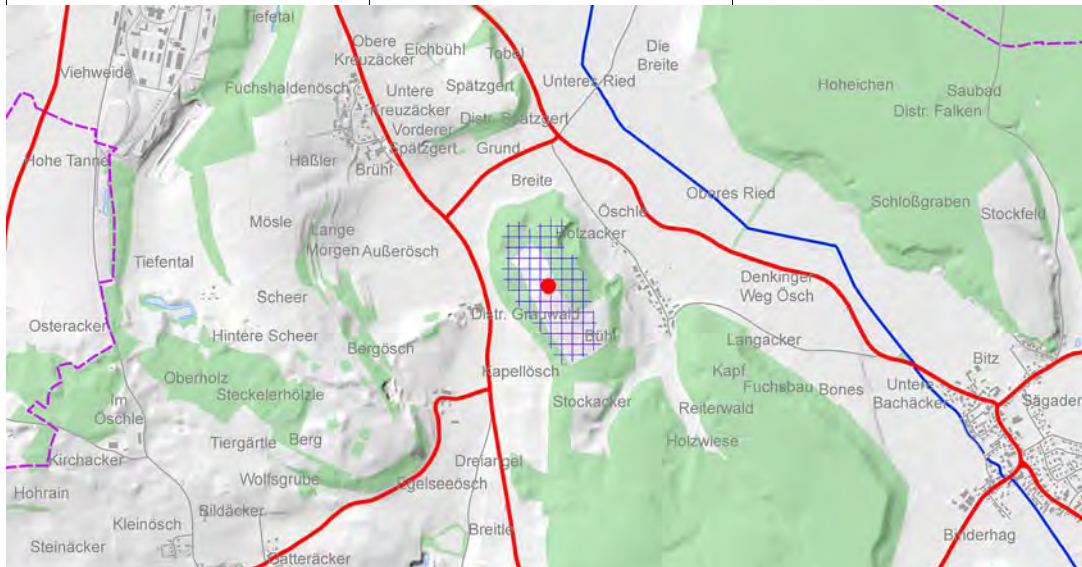 Tiefetal
Obere
Kreuzäcker
Eichbühl
Tobel
Die
Breite
Viehweide
Fuchshaldenösch
Untere
Kreuzäcker
Spätzgert
Unteres Ried
Hoheichen
Saubad
Distr. Falken
Vorderer
Spätzgert
Distr. Spätzgert
Grund
Hohe Tanne
Häßler
Brühl
Breite
Oberes Ried
Schloßgraben
Stockfeld
Mösle
Lange
Morgen
Außerösch
Öschle
Holzacker
Tiefental
Denkinger
Weg Ösch
Scheer
Distr. Grauwald
Osteracker
Hintere Scheer
Bergösch
Bühl
Langacker
Bitz
Oberholz
Steckelerhölzle
Kapellösch
Kapf
Fuchsbau
Bones
Untere
Bachäcker
Sägader
Im
Öschle
Stockacker
Reiterwald
Tiergärtle
Berg
Holzwiese
Kirchacker
Dreiangel
Wolfsgrube
Egelseeösch
Hohrain
Bildäcker
Kleinösch
Breitle
Binderhag
Steinäcker
Gatteräcker